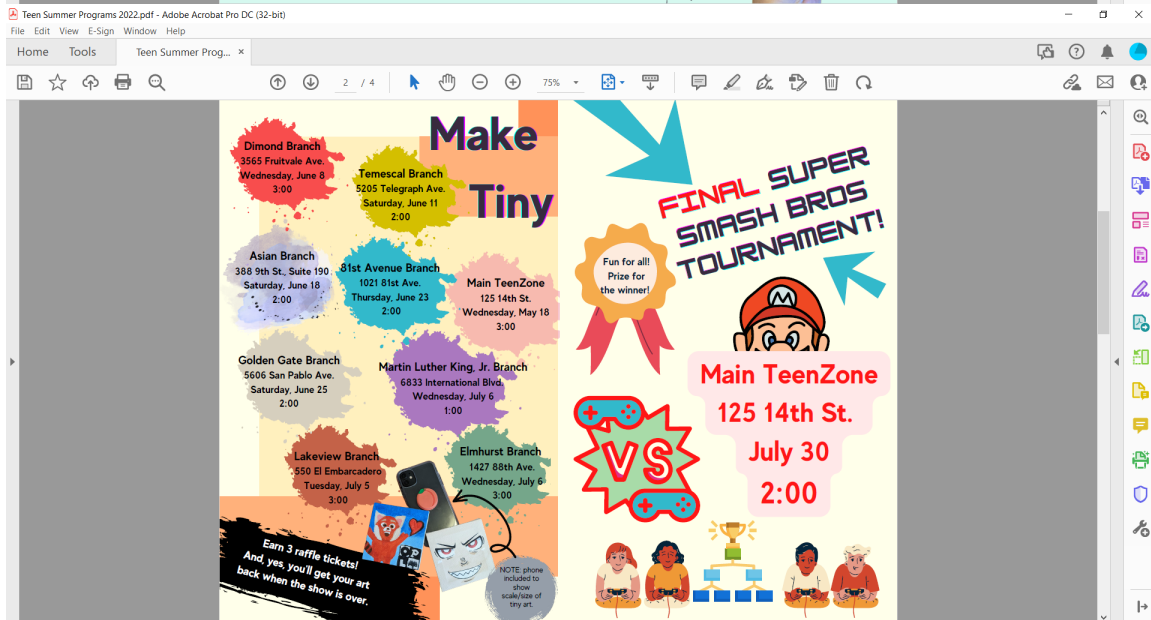 Teen Summer Programs 2022.pdf - Adobe Acrobat Pro DC (32-bit)
File Edit View E-Sign Window Help
Home Tools Teen Summer Prog... ×
2 / 4
75%
Make
Tiny
Dimond Branch
3565 Fruitvale Ave.
Wednesday, June 8
3:00
Temescal Branch
5205 Telegraph Ave.
Saturday, June 11
2:00
Asian Branch
388 9th St., Suite 190
Saturday, June 18
2:00
81st Avenue Branch
1021 81st Ave.
Thursday, June 23
2:00
Main TeenZone
125 14th St.
Wednesday, May 18
3:00
Golden Gate Branch
5606 San Pablo Ave.
Saturday, June 25
2:00
Martin Luther King, Jr. Branch
6833 International Blvd.
Wednesday, July 6
1:00
Lakeview Branch
550 El Embarcadero
Tuesday, July 5
3:00
Elmhurst Branch
1427 88th Ave.
Wednesday, July 6
3:00
Earn 3 raffle tickets!
And, yes, you'll get your art
back when the show is over.
NOTE: phone
included to
show
scale/size of
tiny art.
FINAL SUPER
SMASH BROS
TOURNAMENT!
Fun for all!
Prize for
the winner!
M
Main TeenZone
125 14th St.
July 30
2:00
VS